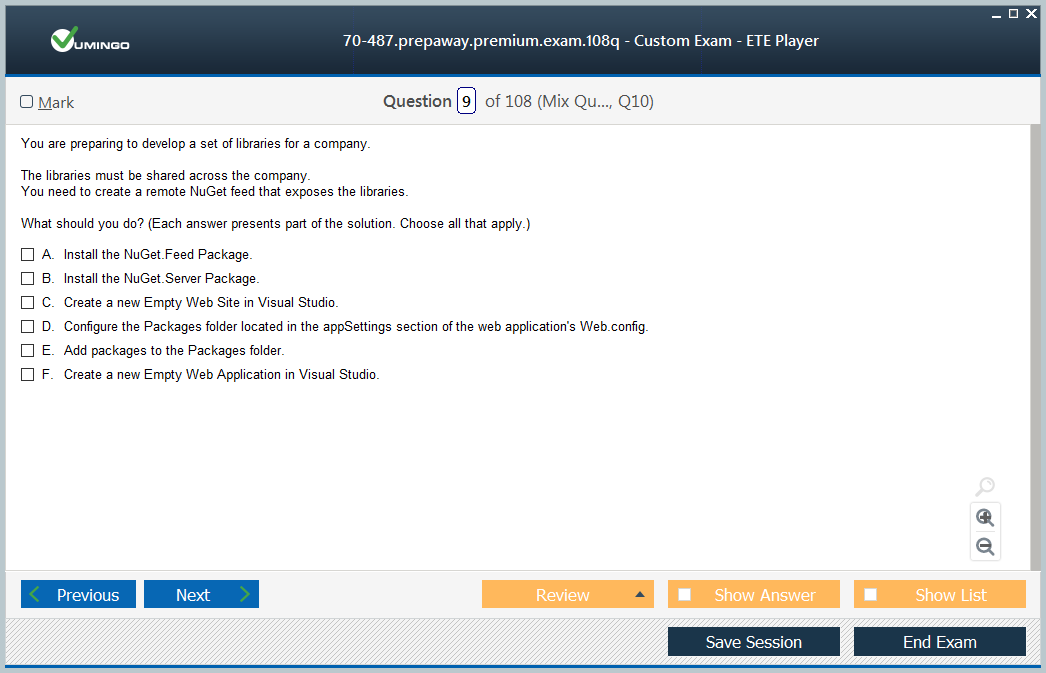 VUMINGO
70-487.prepaway.premium.exam.108q - Custom Exam - ETE Player
Mark
Question 9 of 108 (Mix Qu..., Q10)
You are preparing to develop a set of libraries for a company.
The libraries must be shared across the company.
You need to create a remote NuGet feed that exposes the libraries.
What should you do? (Each answer presents part of the solution. Choose all that apply.)
A. Install the NuGet.Feed Package.
B. Install the NuGet.Server Package.
C. Create a new Empty Web Site in Visual Studio.
D. Configure the Packages folder located in the appSettings section of the web application's Web.config.
E. Add packages to the Packages folder.
F. Create a new Empty Web Application in Visual Studio.
Previous
Next
Review
Show Answer
Show List
Save Session
End Exam